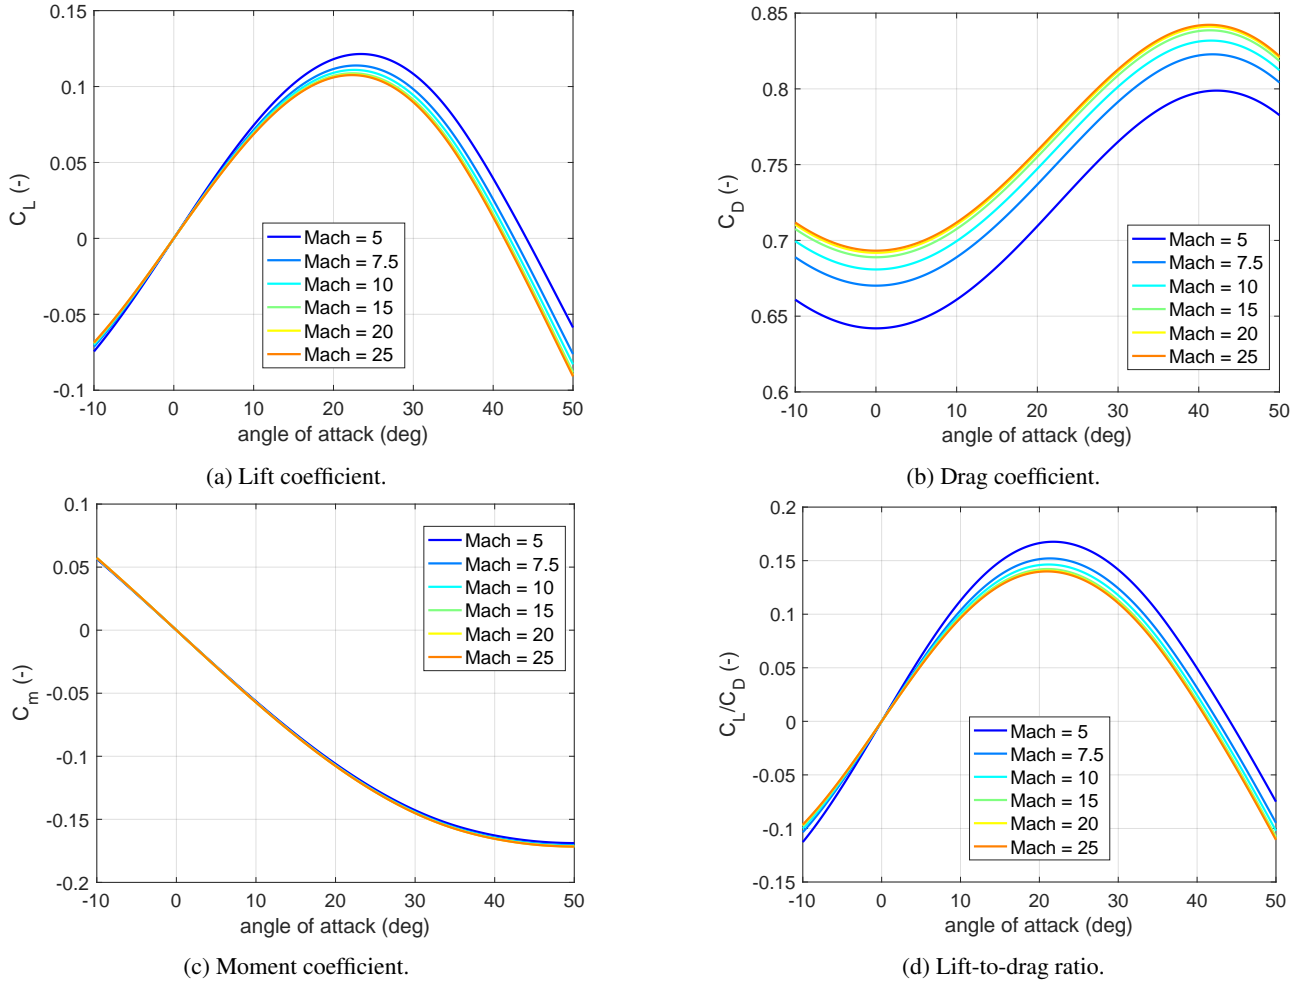 0.15
0.1
0.05
0
-0.05
-0.1
C_L (-)
Mach = 5
Mach = 7.5
Mach = 10
Mach = 15
Mach = 20
Mach = 25
-10 0 10 20 30 40 50
angle of attack (deg)
(a) Lift coefficient.
0.85
0.8
0.75
0.7
0.65
0.6
C_D (-)
Mach = 5
Mach = 7.5
Mach = 10
Mach = 15
Mach = 20
Mach = 25
-10 0 10 20 30 40 50
angle of attack (deg)
(b) Drag coefficient.
0.1
0.05
0
-0.05
-0.1
-0.15
-0.2
C_m (-)
Mach = 5
Mach = 7.5
Mach = 10
Mach = 15
Mach = 20
Mach = 25
-10 0 10 20 30 40 50
angle of attack (deg)
(c) Moment coefficient.
0.2
0.15
0.1
0.05
0
-0.05
-0.1
-0.15
C_L/C_D (-)
Mach = 5
Mach = 7.5
Mach = 10
Mach = 15
Mach = 20
Mach = 25
-10 0 10 20 30 40 50
angle of attack (deg)
(d) Lift-to-drag ratio.